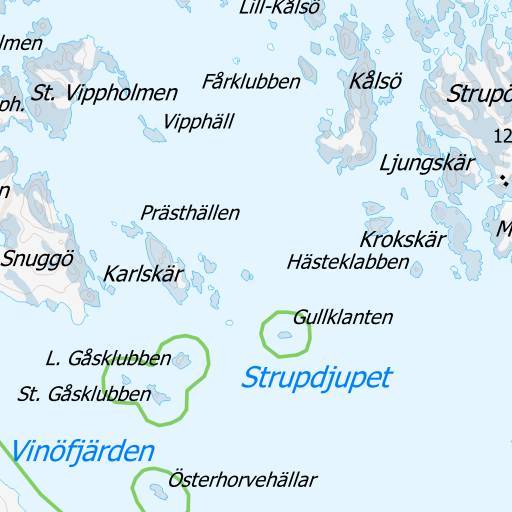 Lill-Kålsö
lmen
Fårklubben
Kålsö
St. Vippholmen
Strupö
ph.
Vipphäll
12
Ljungskär
n
Prästhällen
M
Krokskär
Snuggö
Hästeklabben
Karlskär
Gullklanten
L. Gåsklubben
Strupdjupet
St. Gåsklubben
Vinöfjärden
Österhorvehällar